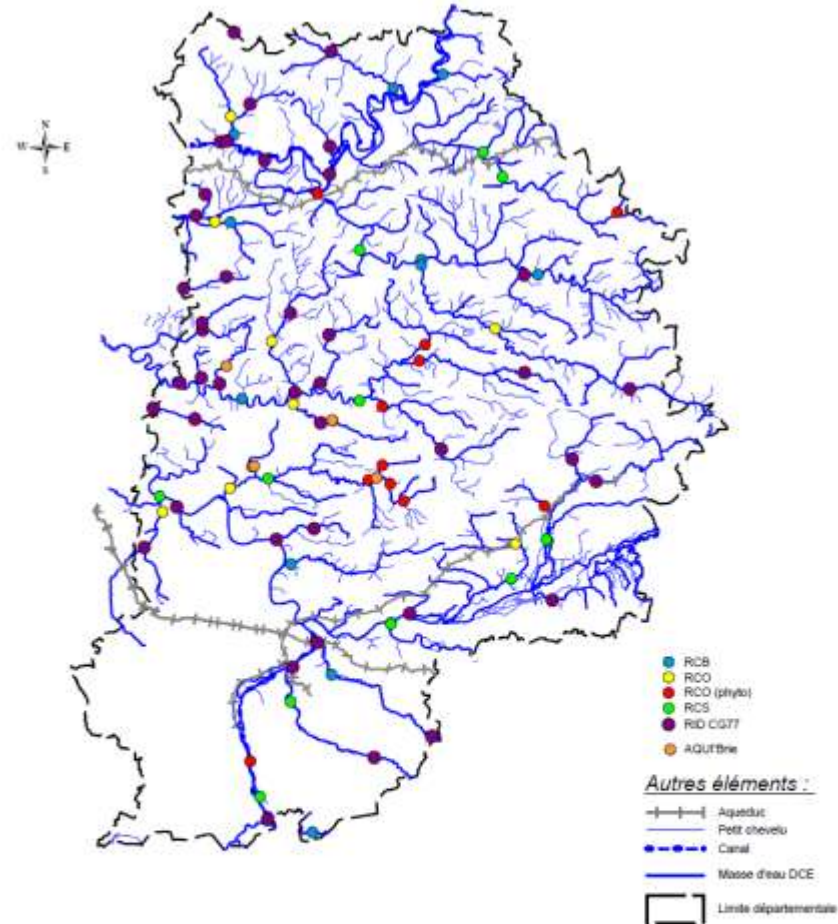 N
W E
S
RCB
RCO
RCO (phyto)
RCS
RID CG77
AQUI'Brie
Autres éléments :
Aqueduc
Petit chevelu
Canal
Masse d'eau DCE
Limite départementale